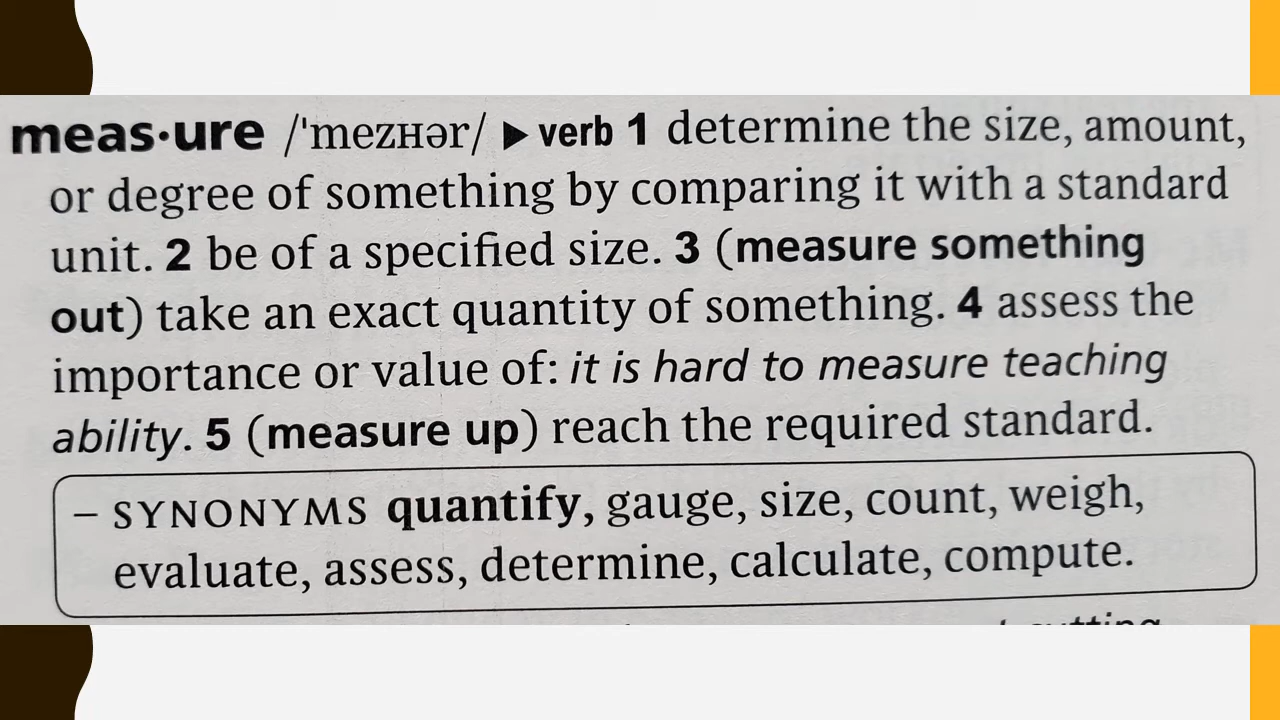 meas·ure /ˈmezʜər/ ▶ verb 1 determine the size, amount,
or degree of something by comparing it with a standard
unit. 2 be of a specified size. 3 (measure something
out) take an exact quantity of something. 4 assess the
importance or value of: it is hard to measure teaching
ability. 5 (measure up) reach the required standard.
– SYNONYMS quantify, gauge, size, count, weigh,
evaluate, assess, determine, calculate, compute.